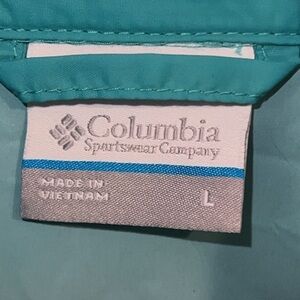 Columbia
Sportswear Company
MADE IN
VIETNAM
L